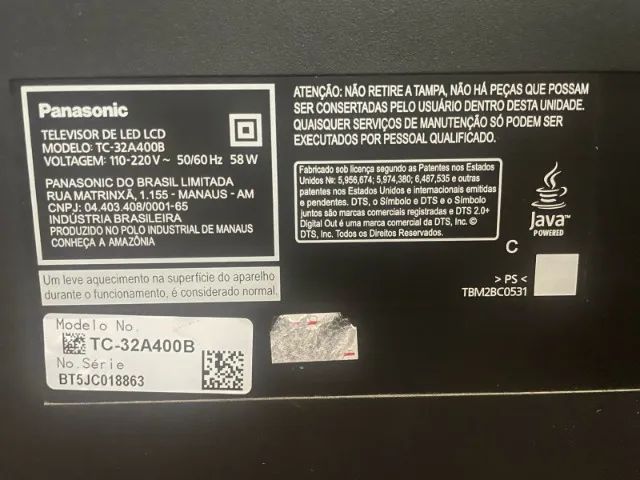 Panasonic
TELEVISOR DE LED LCD
MODELO: TC-32A400B
VOLTAGEM: 110-220V ~ 50/60 Hz 58 W
PANASONIC DO BRASIL LIMITADA
RUA MATRINXÃ, 1.155 - MANAUS - AM
CNPJ: 04.403.408/0001-65
INDÚSTRIA BRASILEIRA
PRODUZIDO NO POLO INDUSTRIAL DE MANAUS
CONHEÇA A AMAZÔNIA
Um leve aquecimento na superfície do aparelho
durante o funcionamento, é considerado normal.
Modelo No.
TC-32A400B
No.Série
BT5JC018863
ATENÇÃO: NÃO RETIRE A TAMPA, NÃO HÁ PEÇAS QUE POSSAM
SER CONSERTADAS PELO USUÁRIO DENTRO DESTA UNIDADE.
QUAISQUER SERVIÇOS DE MANUTENÇÃO SÓ PODEM SER
EXECUTADOS POR PESSOAL QUALIFICADO.
Fabricado sob licença segundo as Patentes nos Estados
Unidos Nº: 5,956,674; 5,974,380; 6,487,535 e outras
patentes nos Estados Unidos e internacionais emitidas
e pendentes. DTS, o Símbolo e DTS e o Símbolo
juntos são marcas comerciais registradas e DTS 2.0+
Digital Out é uma marca comercial da DTS, Inc. ©
DTS, Inc. Todos os Direitos Reservados.
Java™
POWERED
C
> PS <
TBM2BC0531